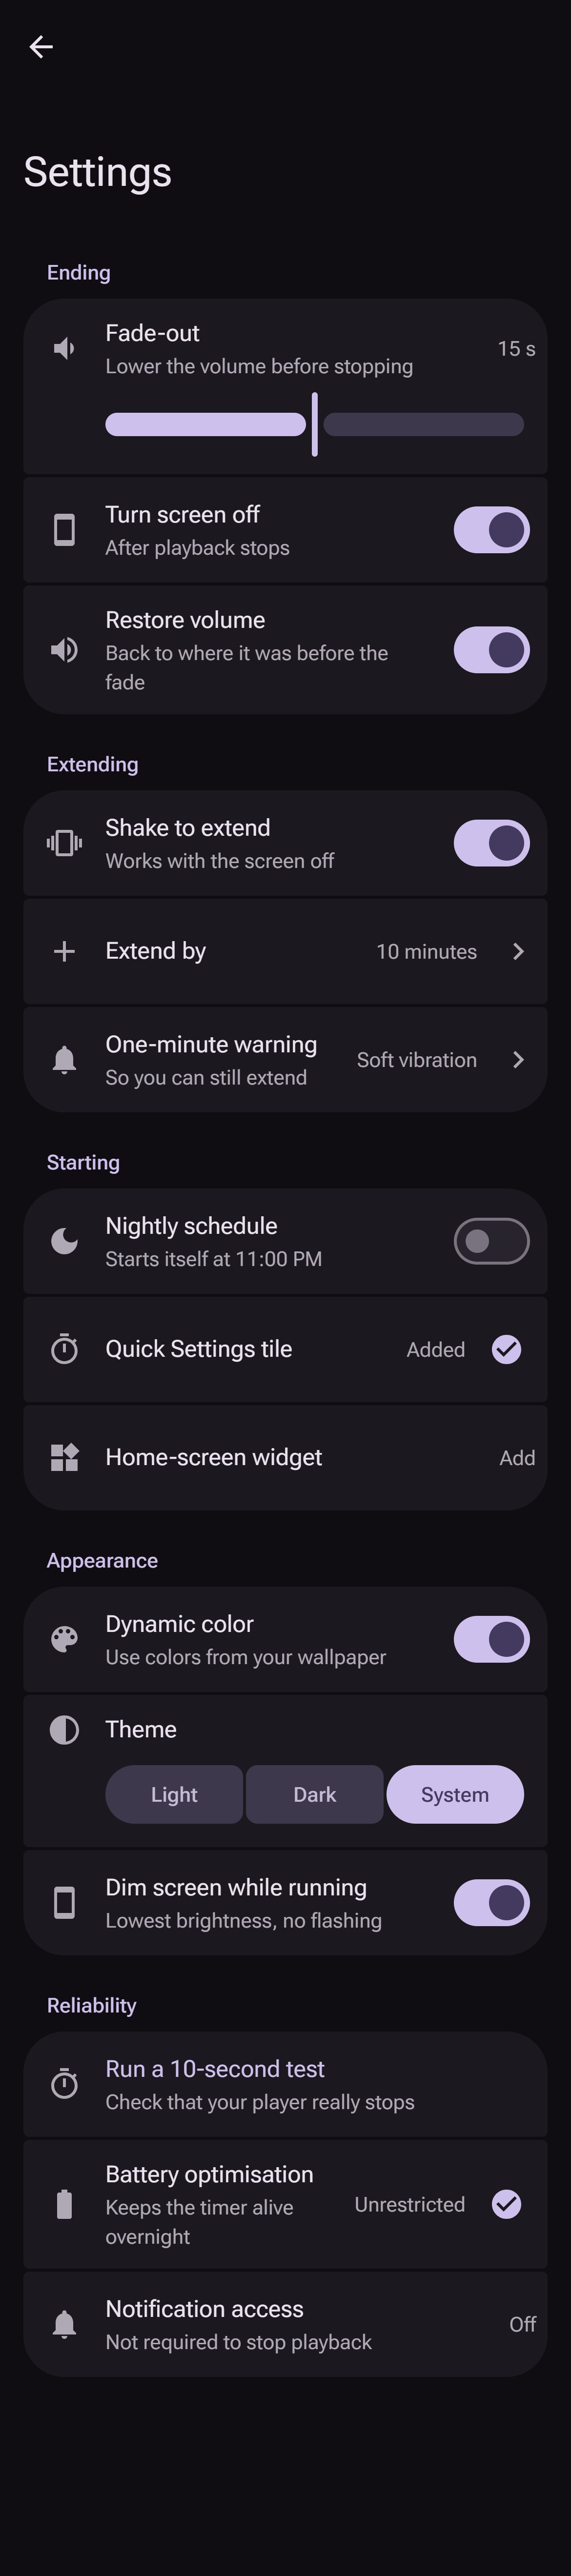 Settings
Ending
Fade-out
Lower the volume before stopping
15 s
Turn screen off
After playback stops
Restore volume
Back to where it was before the
fade
Extending
Shake to extend
Works with the screen off
Extend by
10 minutes
One-minute warning
So you can still extend
Soft vibration
Starting
Nightly schedule
Starts itself at 11:00 PM
Quick Settings tile
Added
Home-screen widget
Add
Appearance
Dynamic color
Use colors from your wallpaper
Theme
Light
Dark
System
Dim screen while running
Lowest brightness, no flashing
Reliability
Run a 10-second test
Check that your player really stops
Battery optimisation
Keeps the timer alive
overnight
Unrestricted
Notification access
Not required to stop playback
Off